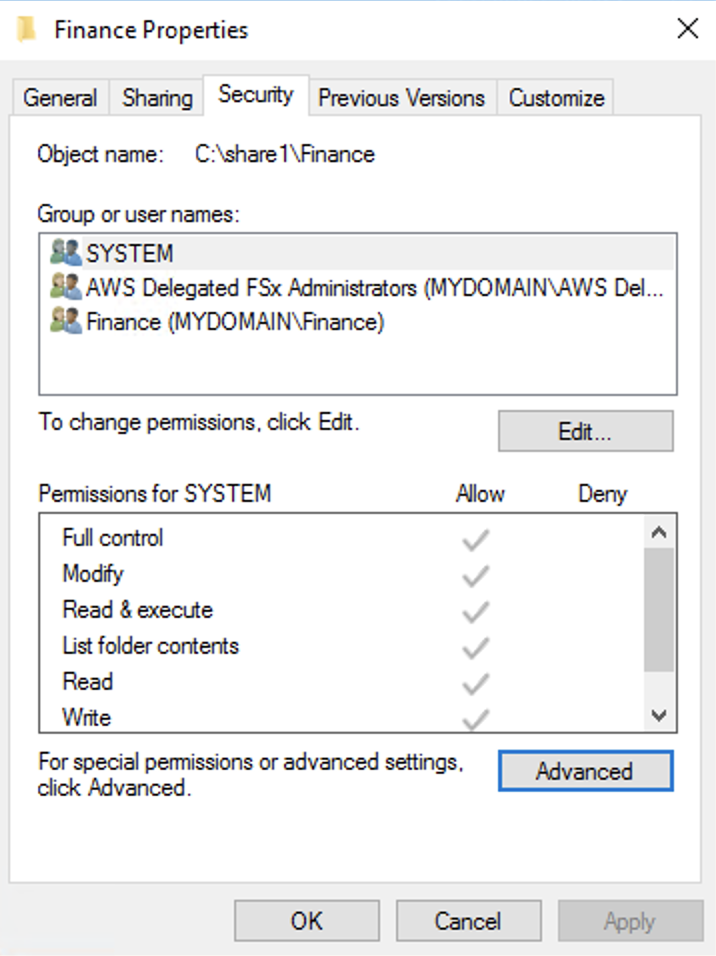 Finance Properties
General Sharing Security Previous Versions Customize
Object name: C:\share1\Finance
Group or user names:
SYSTEM
AWS Delegated FSx Administrators (MYDOMAIN\AWS Del...
Finance (MYDOMAIN\Finance)
To change permissions, click Edit.
Edit...
Permissions for SYSTEM Allow Deny
Full control
Modify
Read & execute
List folder contents
Read
Write
For special permissions or advanced settings,
click Advanced.
Advanced
OK Cancel Apply